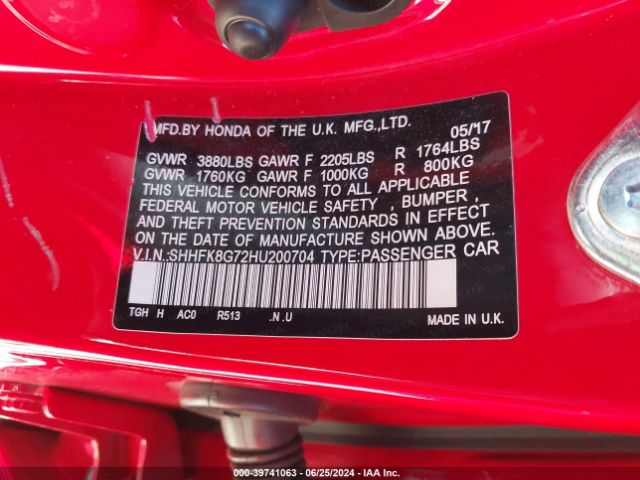 MFD.BY HONDA OF THE U.K. MFG.,LTD.
05/'17
GVWR 3880LBS GAWR F 2205LBS R 1764LBS
GVWR 1760KG GAWR F 1000KG R 800KG
THIS VEHICLE CONFORMS TO ALL APPLICABLE
FEDERAL MOTOR VEHICLE SAFETY , BUMPER ,
AND THEFT PREVENTION STANDARDS IN EFFECT
ON THE DATE OF MANUFACTURE SHOWN ABOVE.
V.I.N.:SHHFK8G72HU200704 TYPE:PASSENGER CAR
TGH H AC0 R513 .N.U MADE IN U.K.
000-39741063 - 06/25/2024 - IAA Inc.